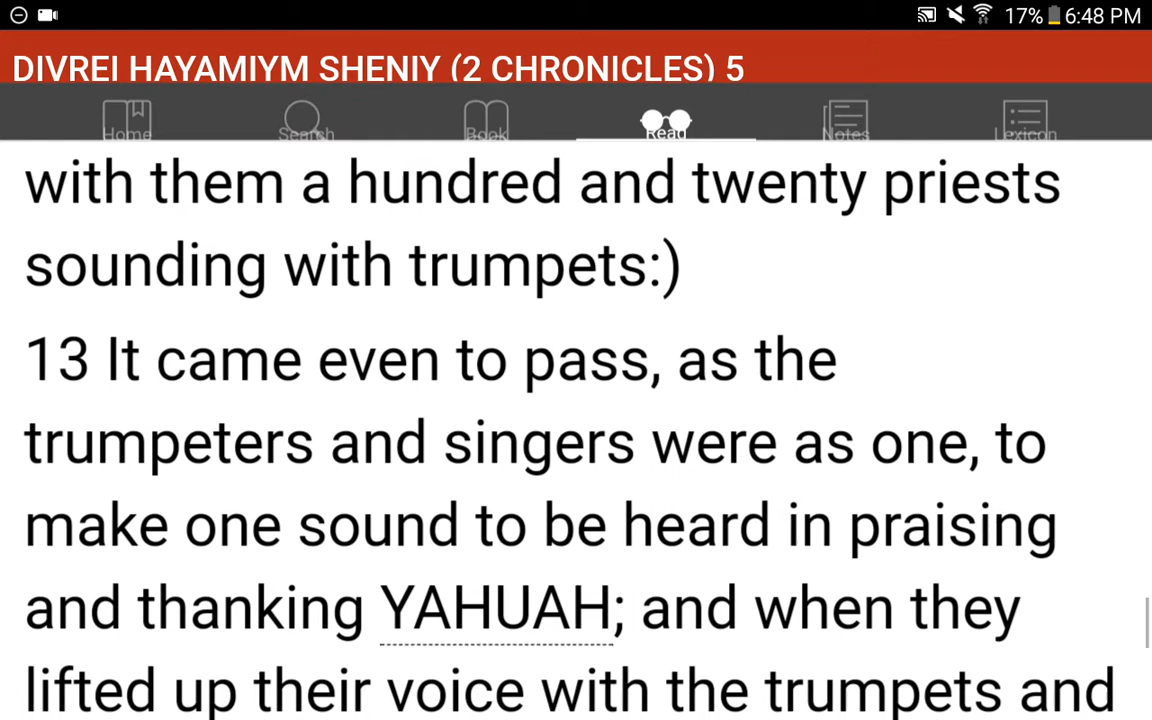 17% 6:48 PM
DIVREI HAYAMIYM SHENIY (2 CHRONICLES) 5
Home Search Book Read Notes Lexicon
with them a hundred and twenty priests
sounding with trumpets:)
13 It came even to pass, as the
trumpeters and singers were as one, to
make one sound to be heard in praising
and thanking YAHUAH; and when they
lifted up their voice with the trumpets and